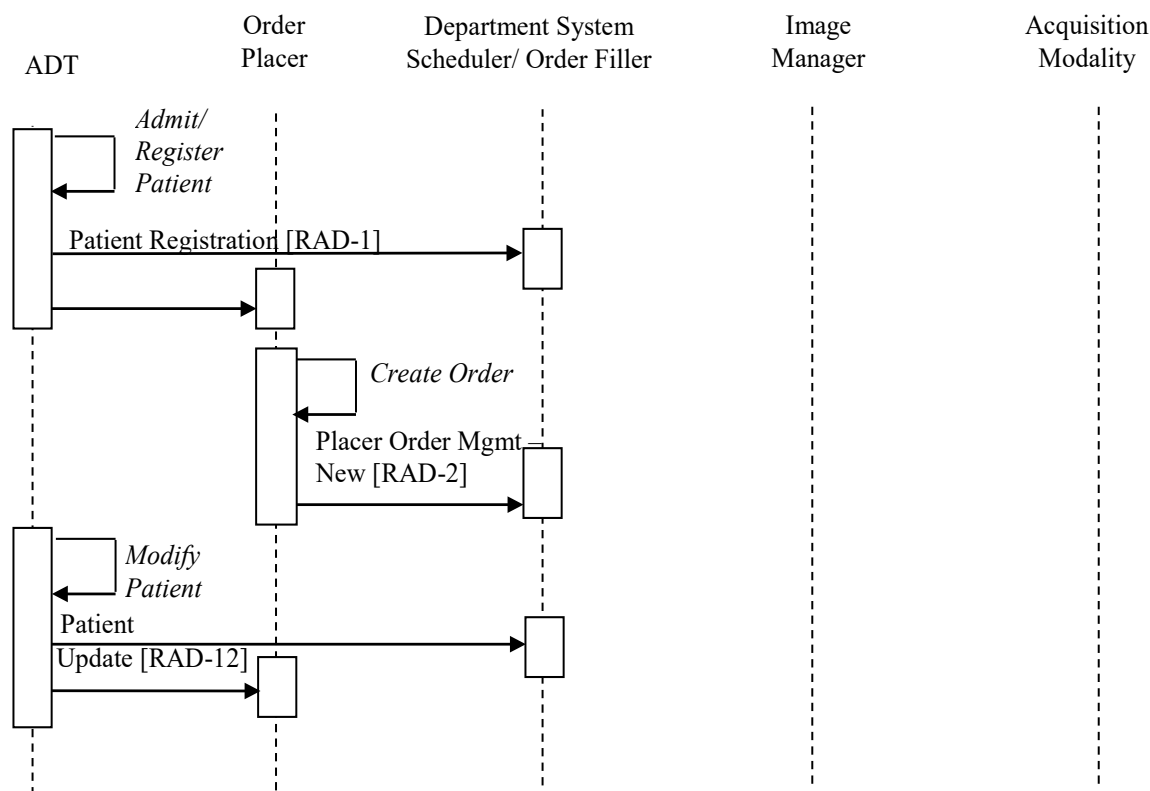 ADT
Order
Placer
Department System
Scheduler/ Order Filler
Image
Manager
Acquisition
Modality
Admit/
Register
Patient
Patient Registration [RAD-1]
Create Order
Placer Order Mgmt –
New [RAD-2]
Modify
Patient
Patient
Update [RAD-12]